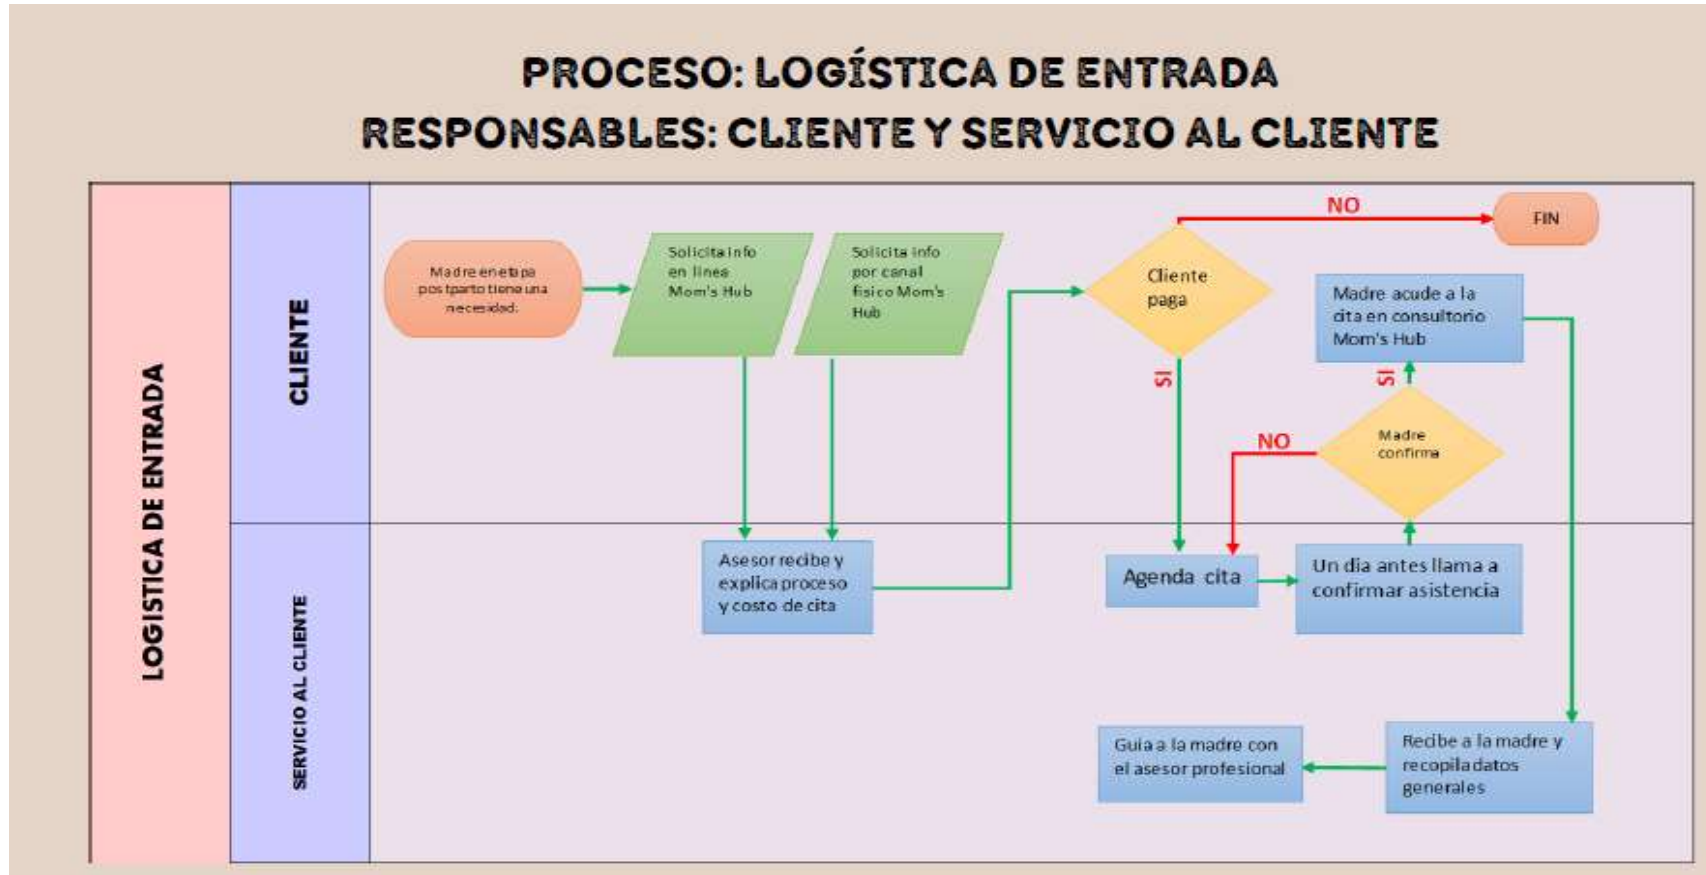 PROCESO: LOGÍSTICA DE ENTRADA
RESPONSABLES: CLIENTE Y SERVICIO AL CLIENTE
LOGISTICA DE ENTRADA
CLIENTE
Madre en etapa
postparto tiene una
necesidad.
Solicita info
en linea
Mom's Hub
Solicita info
por canal
fisico Mom's
Hub
Cliente
paga
NO
FIN
SI
Madre acude a la
cita en consultorio
Mom's Hub
SI
NO
Madre
confirma
SERVICIO AL CLIENTE
Asesor recibe y
explica proceso
y costo de cita
Agenda cita
Un dia antes llama a
confirmar asistencia
Recibe a la madre y
recopila datos
generales
Guia a la madre con
el asesor profesional